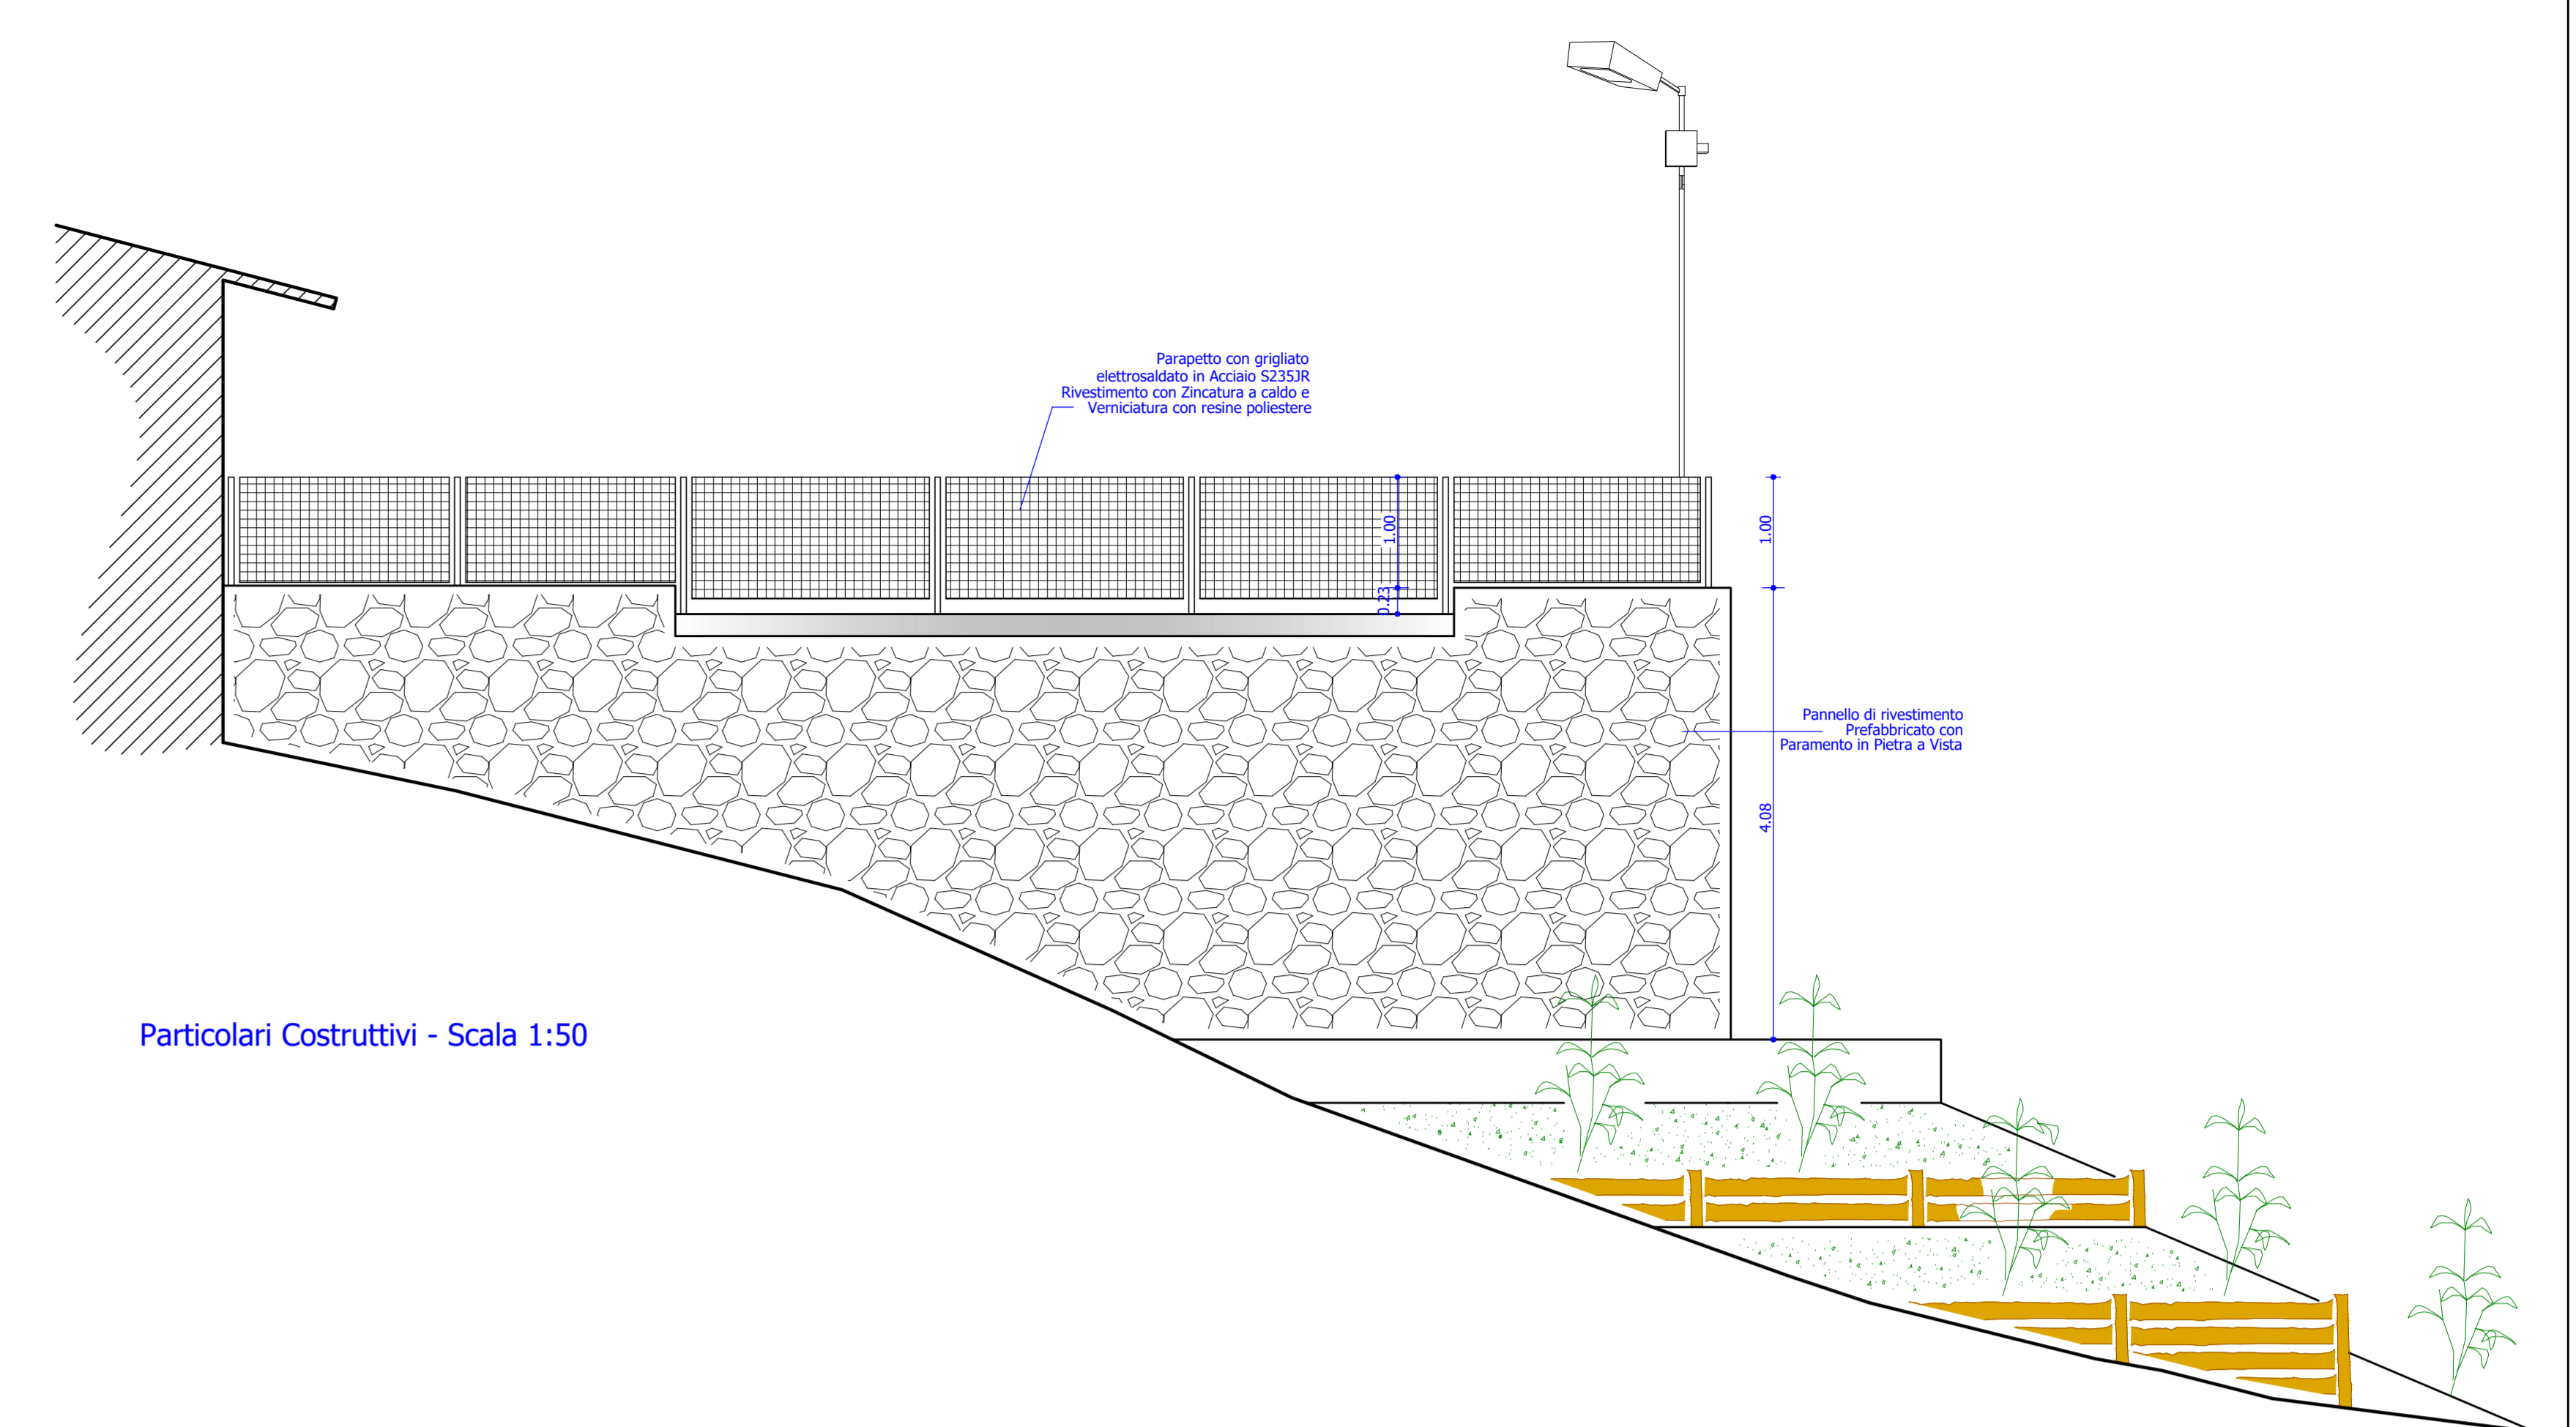 Parapetto con grigliato
elettrosaldato in Acciaio S235JR
Rivestimento con Zincatura a caldo e
Verniciatura con resine poliestere
1.00
0.23
1.00
Pannello di rivestimento
Prefabbricato con
Paramento in Pietra a Vista
4.08
Particolari Costruttivi - Scala 1:50